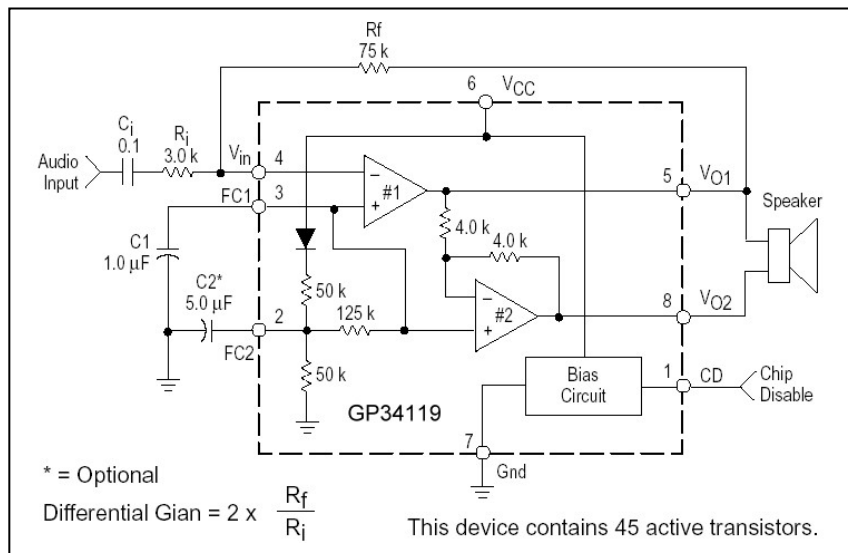 Rf
75 k
6
VCC
Ci
0.1
Ri
3.0 k
Audio
Input
Vin
4
FC1
3
−
#1
+
5
VO1
Speaker
4.0 k
4.0 k
C1
1.0 µF
C2*
5.0 µF
50 k
2
125 k
FC2
50 k
−
#2
+
8
VO2
Bias
Circuit
1
CD
Chip
Disable
GP34119
7
Gnd
* = Optional
Differential Gian = 2 x Rf
Ri
This device contains 45 active transistors.